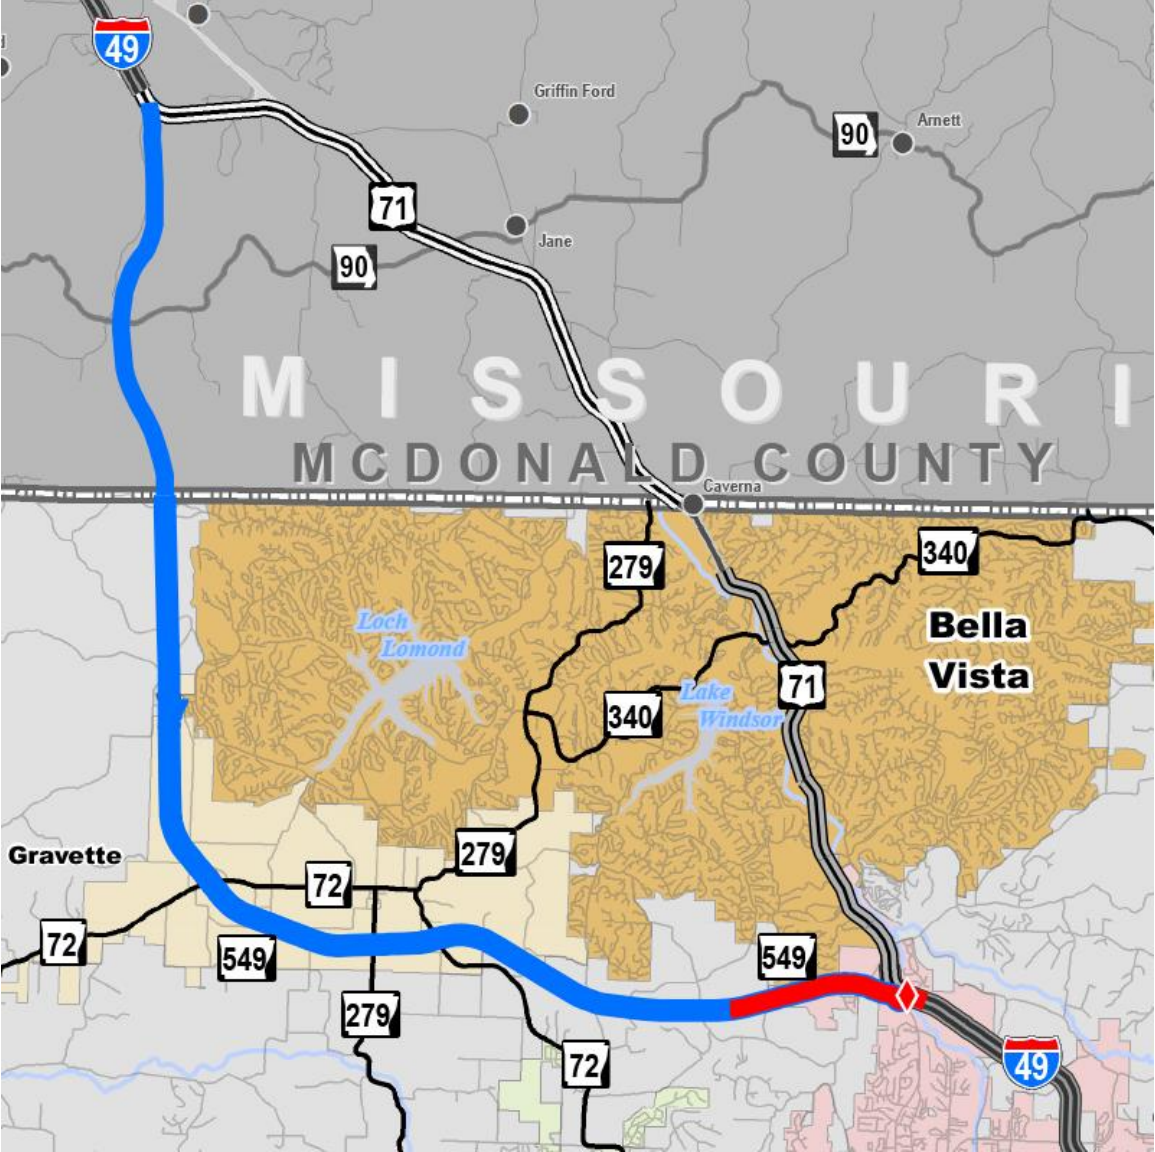 49
Griffin Ford
Arnett
90
71
Jane
90
MISSOURI
MCDONALD COUNTY
Caverna
279
340
Loch
Lomond
Bella
Vista
71
Lake
Windsor
340
279
Gravette
72
72
549
549
279
72
49